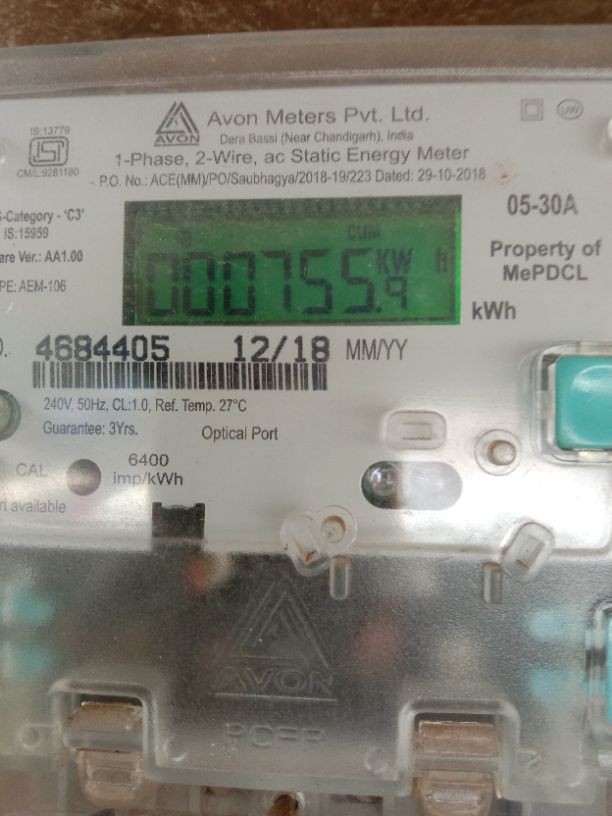 Avon Meters Pvt. Ltd.
AVON
Dera Bassi (Near Chandigarh), India
IS:13779
ISI
CM/L:9281180
1-Phase, 2-Wire, ac Static Energy Meter
P.O. No.: ACE(MM)/PO/Saubhagya/2018-19/223 Dated: 29-10-2018
-Category - 'C3'
IS:15959
are Ver.: AA1.00
PE: AEM-106
05-30A
Property of
MePDCL
CUM
000755.9 KW h
kWh
4684405 12/18 MM/YY
240V, 50Hz, CL:1.0, Ref. Temp. 27°C
Guarantee: 3Yrs.
Optical Port
CAL
6400
imp/kWh
t available
AVON